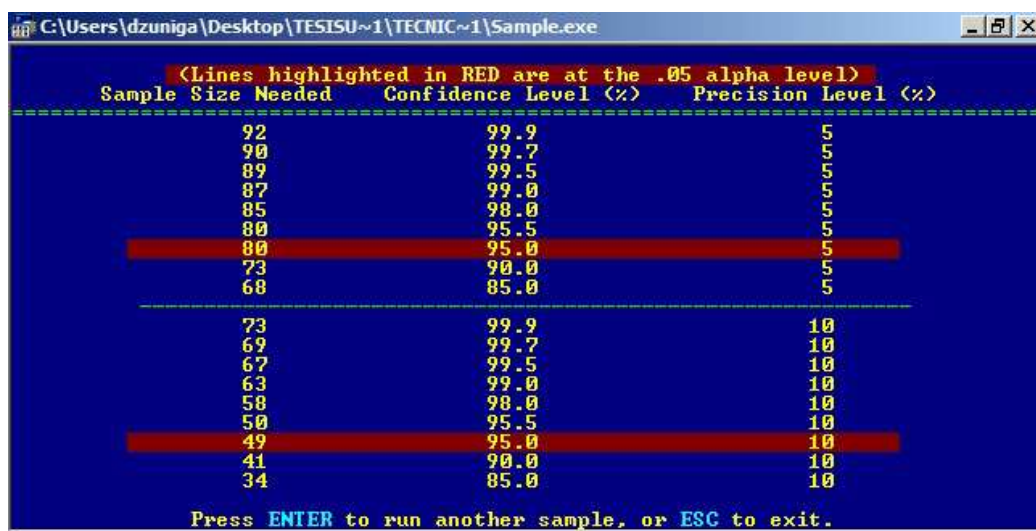 C:\Users\dzuniga\Desktop\TESISU~1\TECNIC~1\Sample.exe
(Lines highlighted in RED are at the .05 alpha level)
Sample Size Needed Confidence Level (%) Precision Level (%)
92 99.9 5
90 99.7 5
89 99.5 5
87 99.0 5
85 98.0 5
80 95.5 5
80 95.0 5
73 90.0 5
68 85.0 5
73 99.9 10
69 99.7 10
67 99.5 10
63 99.0 10
58 98.0 10
50 95.5 10
49 95.0 10
41 90.0 10
34 85.0 10
Press ENTER to run another sample, or ESC to exit.